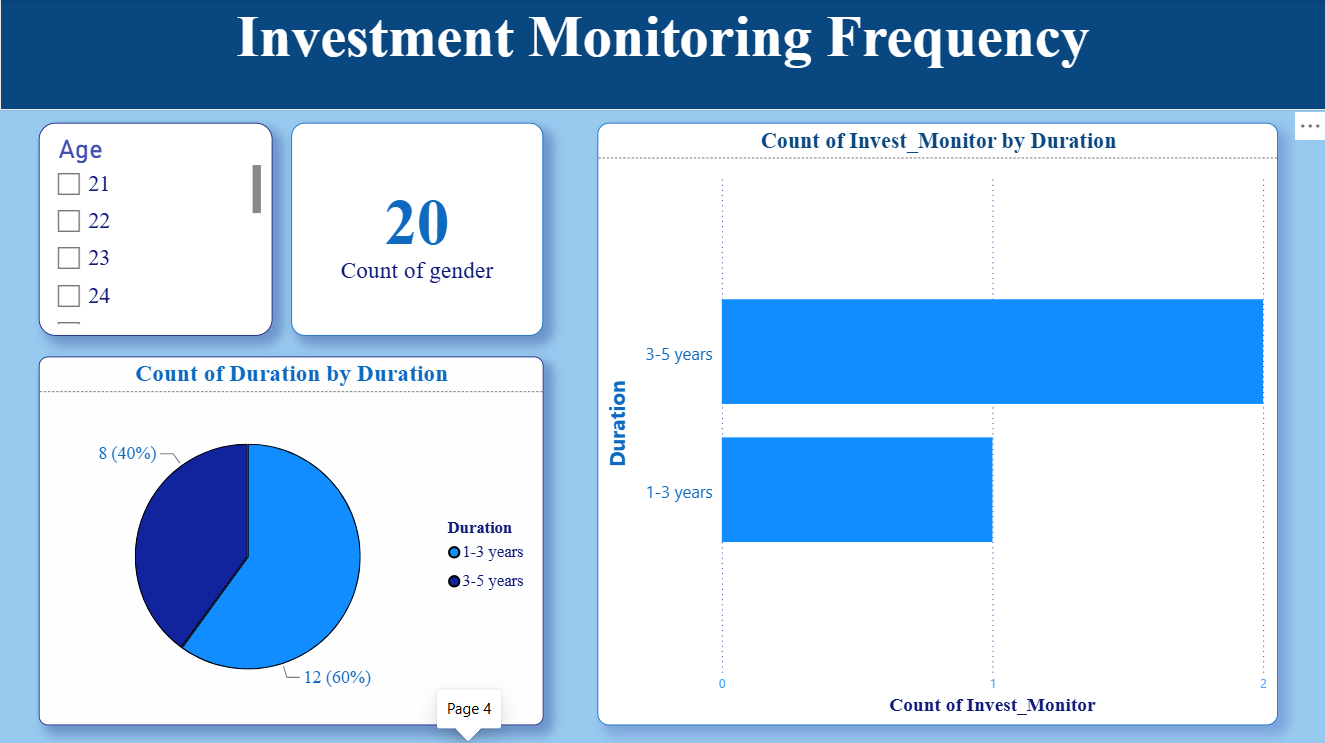 Investment Monitoring Frequency
Age
21
22
23
24
20
Count of gender
Count of Duration by Duration
8 (40%)
12 (60%)
Duration
1-3 years
3-5 years
Page 4
Count of Invest_Monitor by Duration
Duration
3-5 years
1-3 years
0
1
2
Count of Invest_Monitor